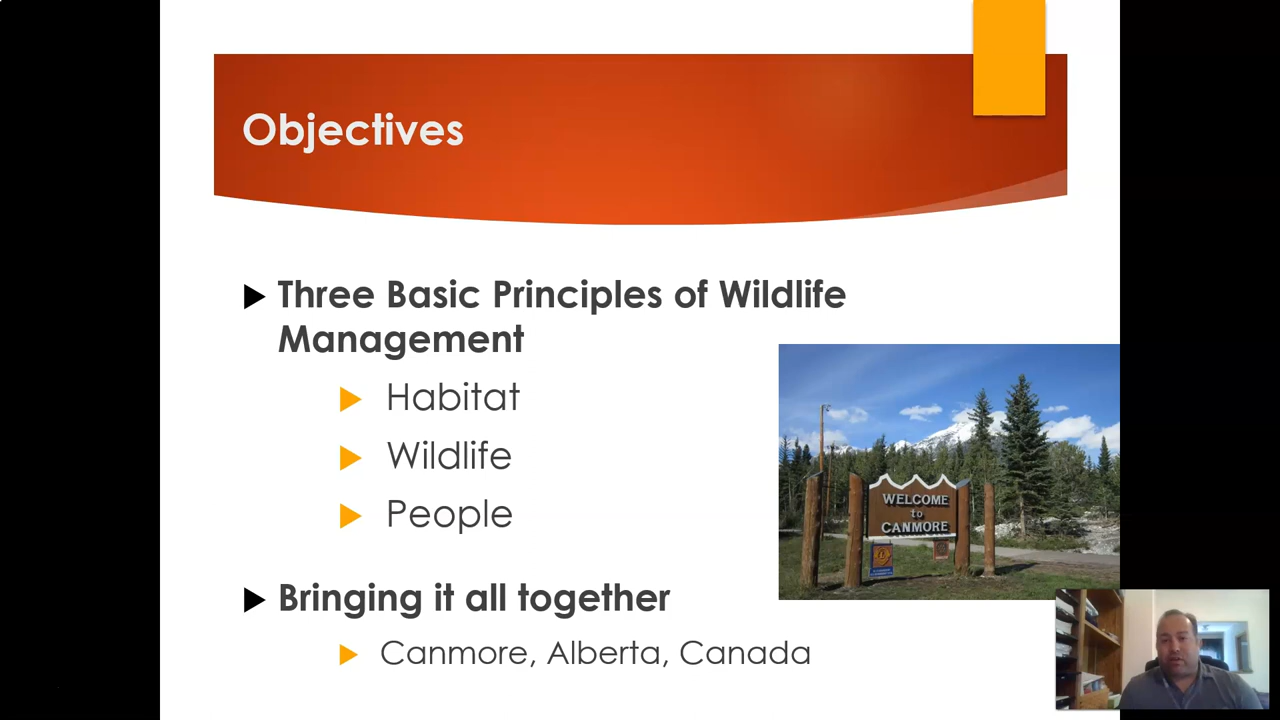 Objectives
Three Basic Principles of Wildlife
Management
Habitat
Wildlife
People
WELCOME
to
CANMORE
Bringing it all together
Canmore, Alberta, Canada